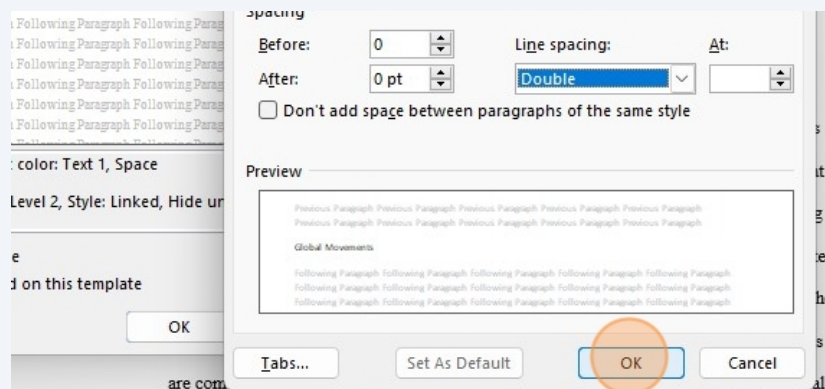 Following Paragraph Following Parag
Spacing
Following Paragraph Following Parag
Before: 0 Line spacing: At:
Following Paragraph Following Parag
Following Paragraph Following Parag
After: 0 pt Double
Following Paragraph Following Parag
Don't add space between paragraphs of the same style
Following Paragraph Following Parag
color: Text 1, Space
Preview
Level 2, Style: Linked, Hide un
Previous Paragraph Previous Paragraph Previous Paragraph Previous Paragraph Previous Paragraph
Previous Paragraph Previous Paragraph Previous Paragraph Previous Paragraph Previous Paragraph
Global Movements
Following Paragraph Following Paragraph Following Paragraph Following Paragraph Following Paragraph
Following Paragraph Following Paragraph Following Paragraph Following Paragraph Following Paragraph
Following Paragraph Following Paragraph Following Paragraph Following Paragraph Following Paragraph
d on this template
OK
Tabs... Set As Default OK Cancel
are com